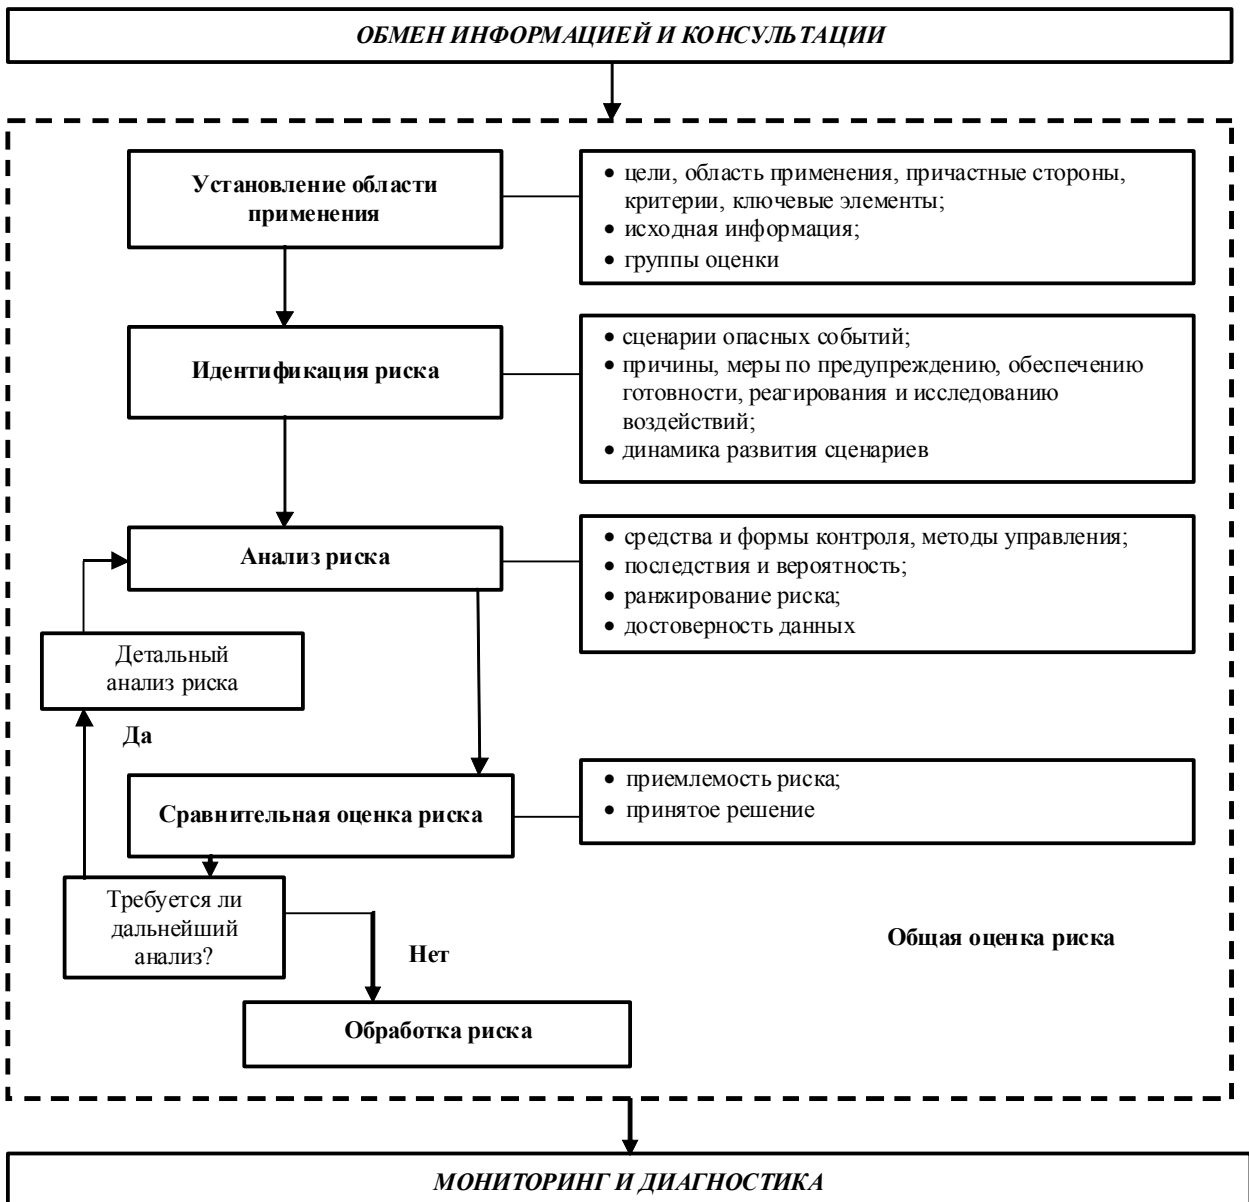 ОБМЕН ИНФОРМАЦИЕЙ И КОНСУЛЬТАЦИИ
Установление области
применения
• цели, область применения, причастные стороны,
критерии, ключевые элементы;
• исходная информация;
• группы оценки
Идентификация риска
• сценарии опасных событий;
• причины, меры по предупреждению, обеспечению
готовности, реагирования и исследованию
воздействий;
• динамика развития сценариев
Анализ риска
• средства и формы контроля, методы управления;
• последствия и вероятность;
• ранжирование риска;
• достоверность данных
Детальный
анализ риска
Да
Сравнительная оценка риска
• приемлемость риска;
• принятое решение
Требуется ли
дальнейший
анализ?
Нет
Общая оценка риска
Обработка риска
МОНИТОРИНГ И ДИАГНОСТИКА